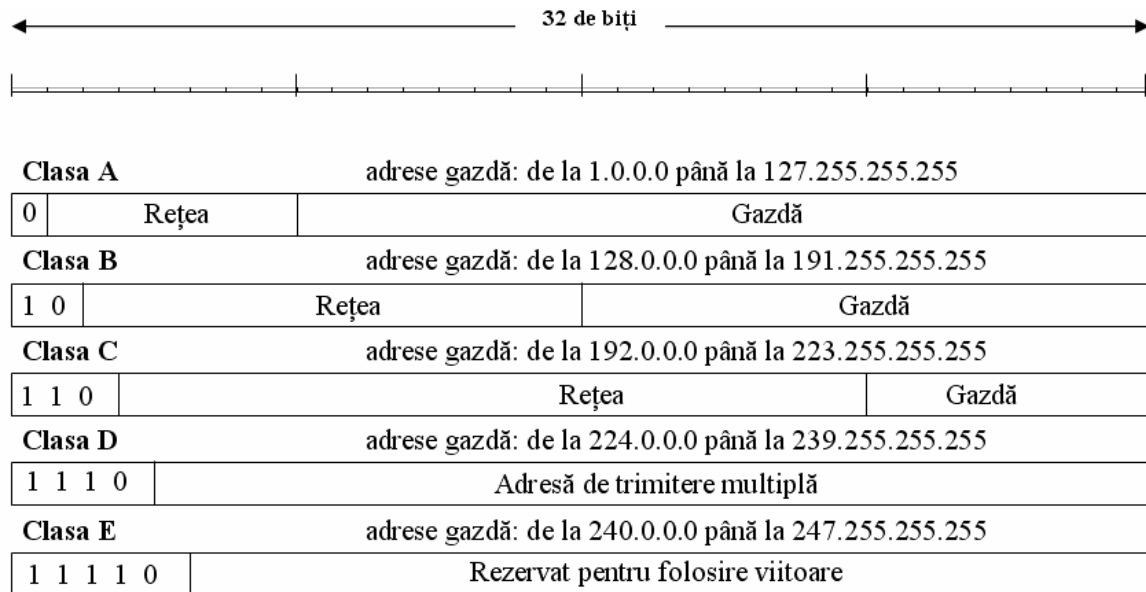 32 de biți
Clasa A adrese gazdă: de la 1.0.0.0 până la 127.255.255.255
0 Rețea Gazdă
Clasa B adrese gazdă: de la 128.0.0.0 până la 191.255.255.255
1 0 Rețea Gazdă
Clasa C adrese gazdă: de la 192.0.0.0 până la 223.255.255.255
1 1 0 Rețea Gazdă
Clasa D adrese gazdă: de la 224.0.0.0 până la 239.255.255.255
1 1 1 0 Adresă de trimitere multiplă
Clasa E adrese gazdă: de la 240.0.0.0 până la 247.255.255.255
1 1 1 1 0 Rezervat pentru folosire viitoare